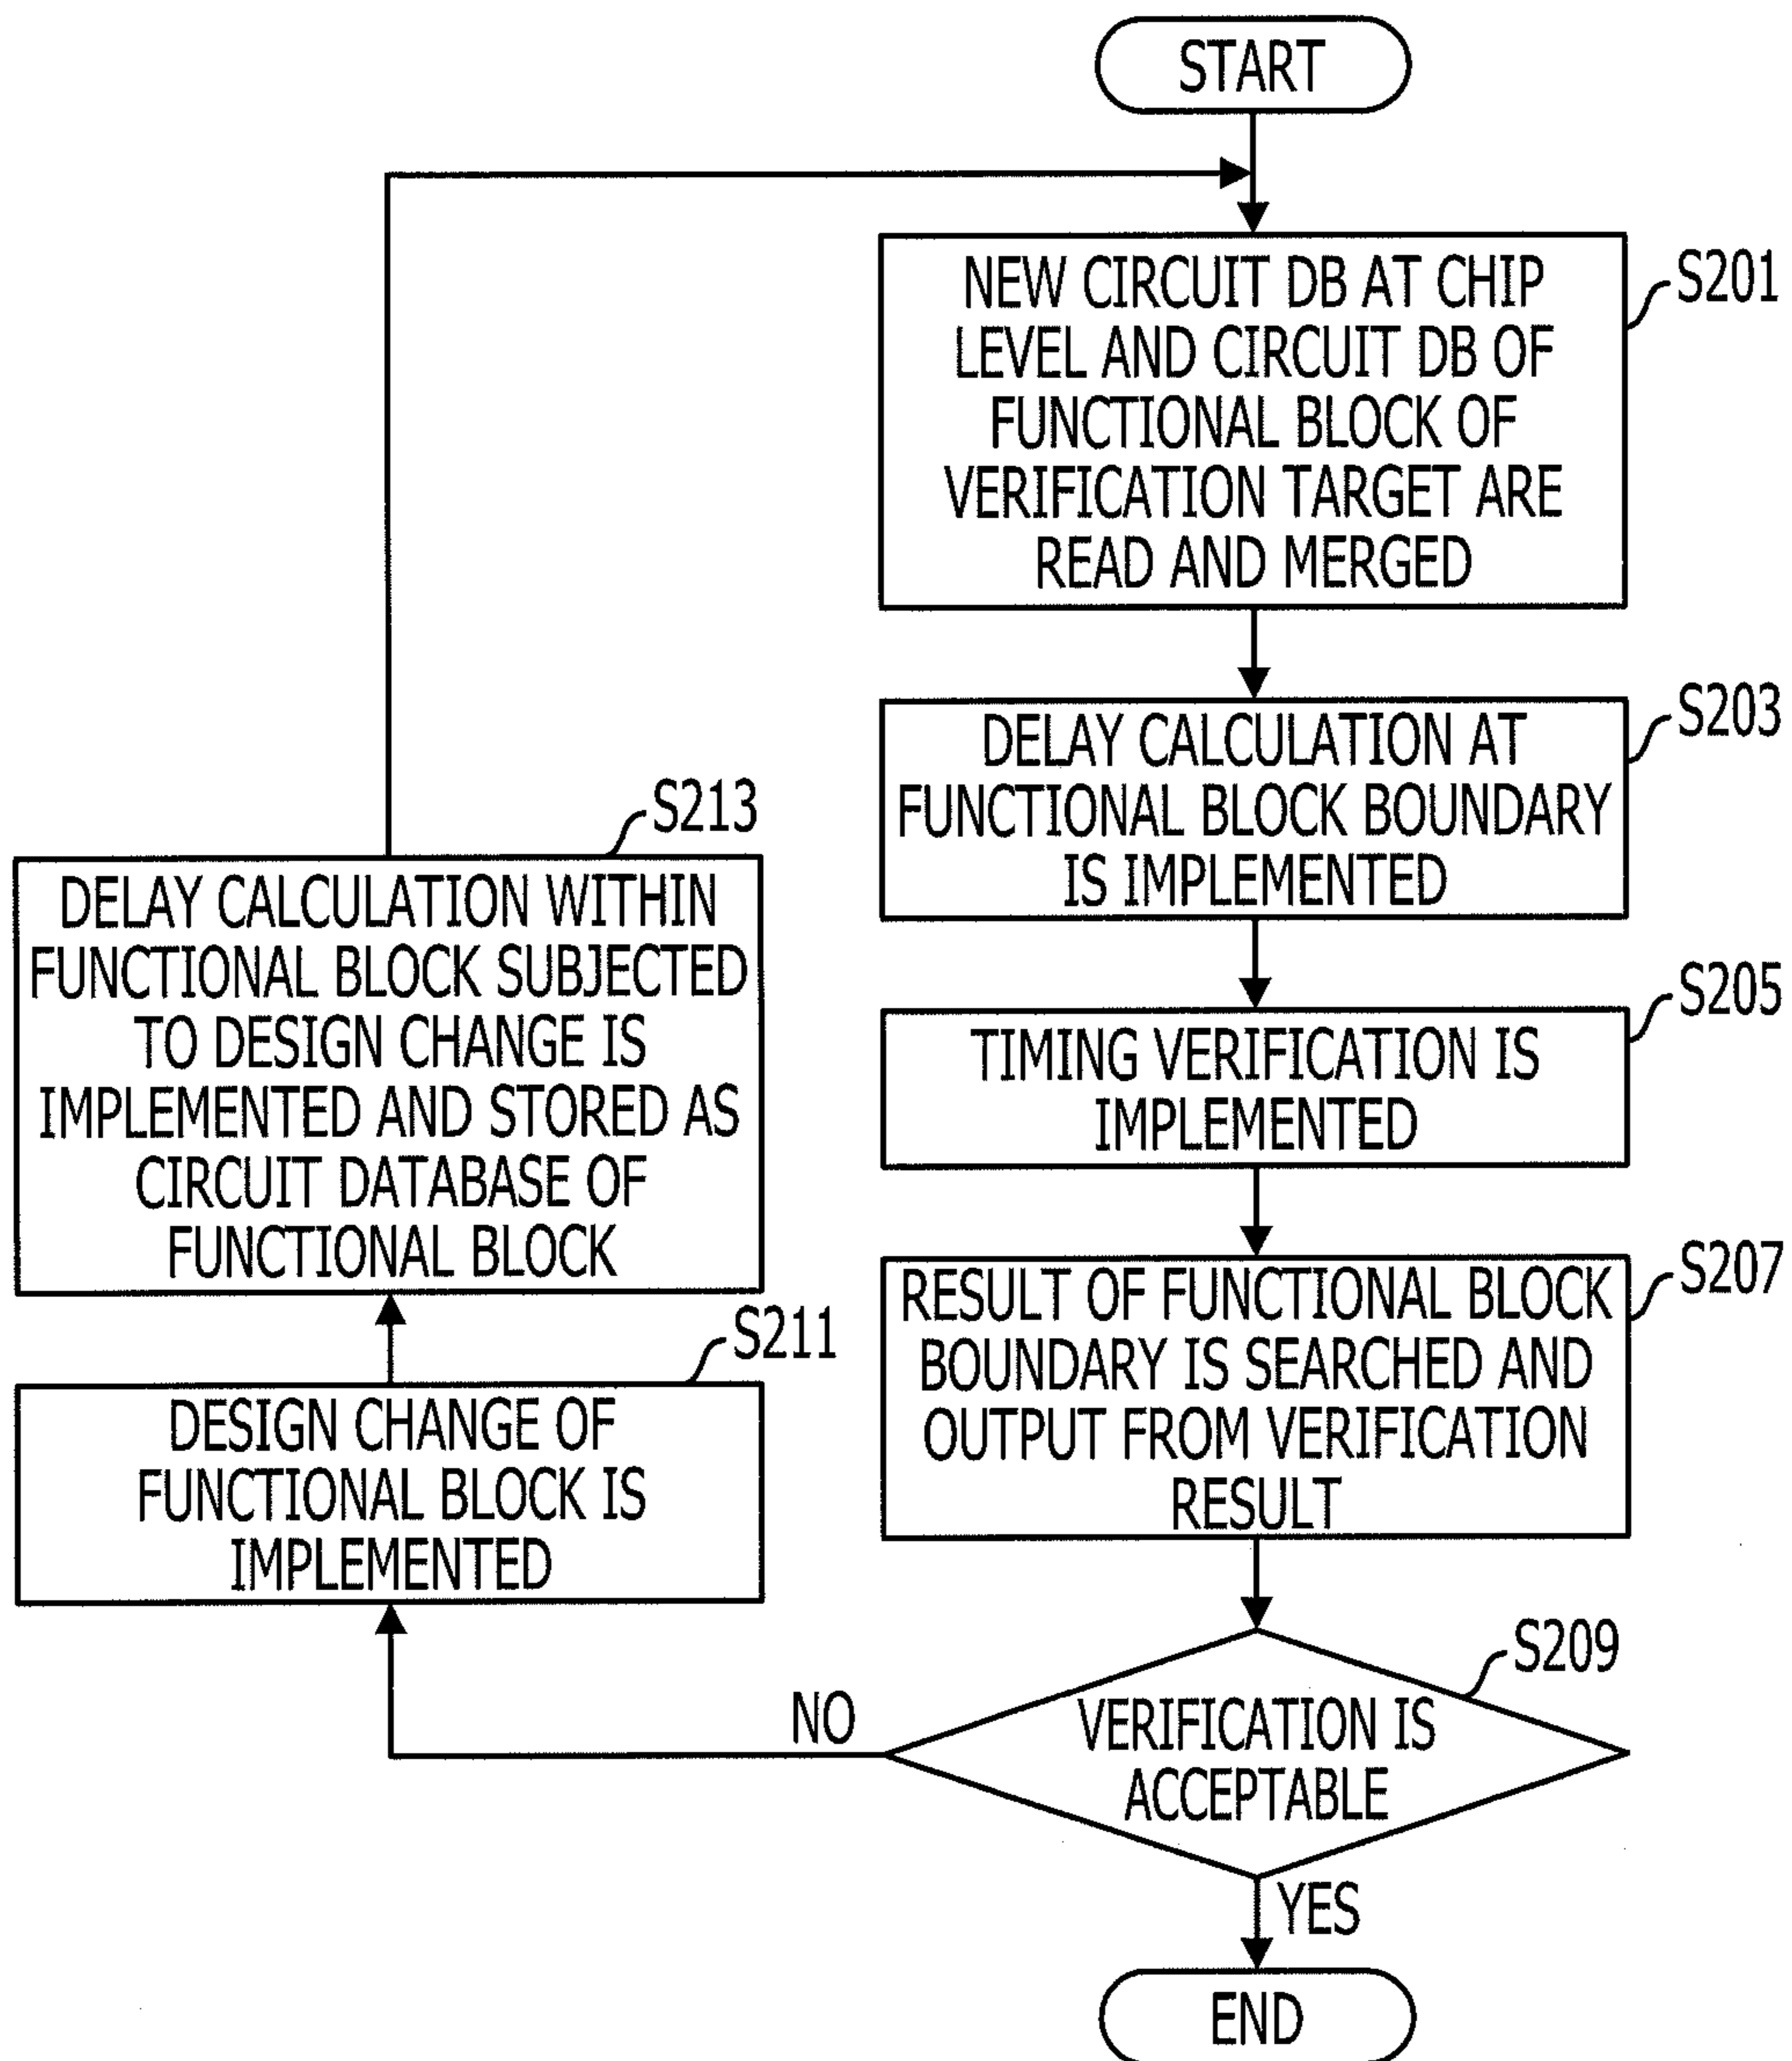 START
NEW CIRCUIT DB AT CHIP
LEVEL AND CIRCUIT DB OF
FUNCTIONAL BLOCK OF
VERIFICATION TARGET ARE
READ AND MERGED
S201
DELAY CALCULATION AT
FUNCTIONAL BLOCK BOUNDARY
IS IMPLEMENTED
S203
TIMING VERIFICATION IS
IMPLEMENTED
S205
RESULT OF FUNCTIONAL BLOCK
BOUNDARY IS SEARCHED AND
OUTPUT FROM VERIFICATION
RESULT
S207
VERIFICATION IS
ACCEPTABLE
S209
NO
YES
DESIGN CHANGE OF
FUNCTIONAL BLOCK IS
IMPLEMENTED
S211
DELAY CALCULATION WITHIN
FUNCTIONAL BLOCK SUBJECTED
TO DESIGN CHANGE IS
IMPLEMENTED AND STORED AS
CIRCUIT DATABASE OF
FUNCTIONAL BLOCK
S213
END